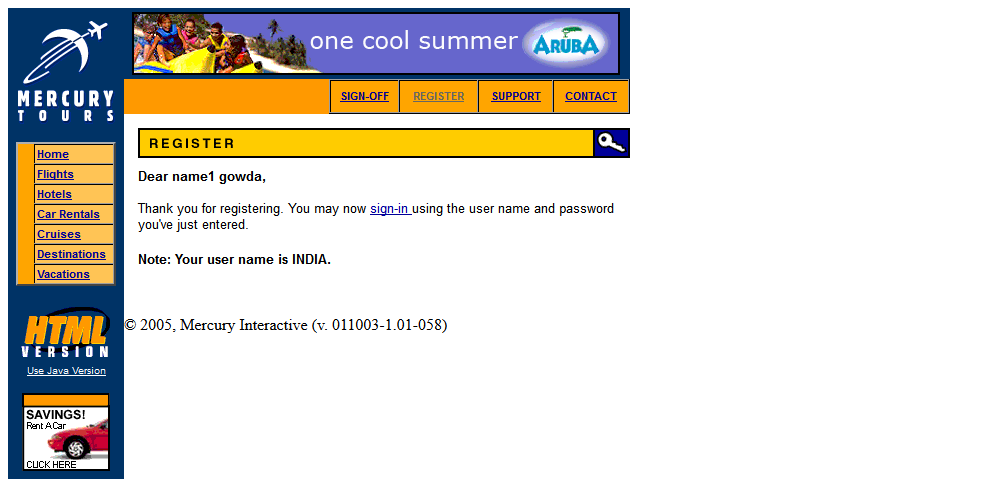 one cool summer
ARUBA
MERCURY
TOURS
SIGN-OFF
REGISTER
SUPPORT
CONTACT
REGISTER
Home
Flights
Hotels
Car Rentals
Cruises
Destinations
Vacations
Dear name1 gowda,
Thank you for registering. You may now sign-in using the user name and password
you've just entered.
Note: Your user name is INDIA.
HTML
VERSION
Use Java Version
© 2005, Mercury Interactive (v. 011003-1.01-058)
SAVINGS!
Rent A Car
CLICK HERE